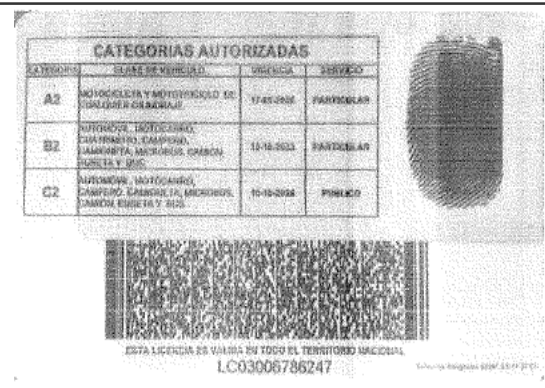 CATEGORIAS AUTORIZADAS
CATEGORIA CLASE DE VEHICULO VIGENCIA SERVICIO
A2 MOTOCICLETA Y MOTOTRICICLO DE CUALQUIER CILINDRAJE PARTICULAR
B2 AUTOMOVIL, MOTOCARRO, CUATRIMOTO, CAMPERO, CAMIONETA, MICROBUS, CAMION, BUSETA Y BUS PARTICULAR
C2 AUTOMOVIL, MOTOCARRO, CAMPERO, CAMIONETA, MICROBUS, CAMION, BUSETA Y BUS PUBLICO
ESTA LICENCIA ES VALIDA EN TODO EL TERRITORIO NACIONAL
LC03006786247